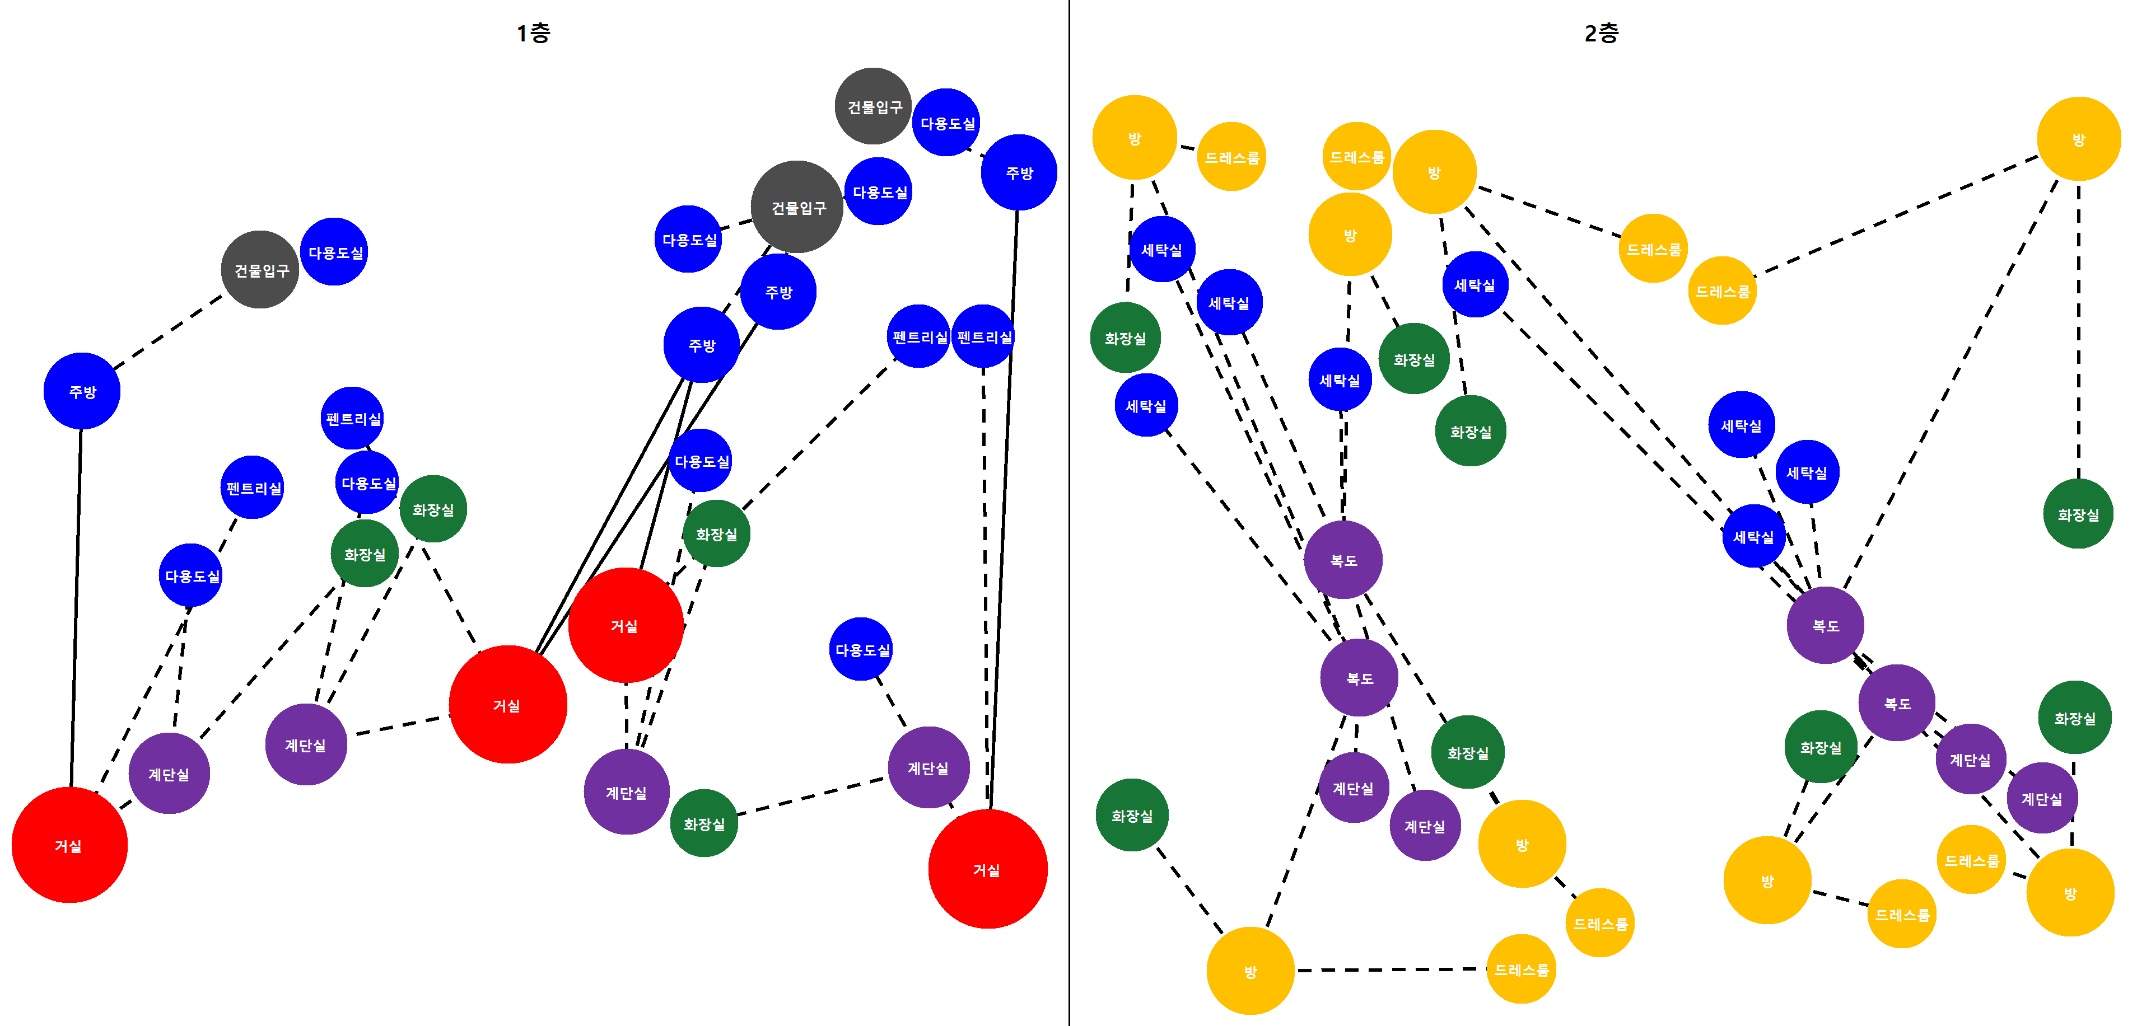 1층
건물입구
다용도실
주방
다용도실
건물입구
다용도실
건물입구
다용도실
주방
주방
펜트리실
펜트리실
주방
펜트리실
다용도실
펜트리실
다용도실
화장실
화장실
화장실
다용도실
거실
다용도실
거실
계단실
계단실
계단실
계단실
화장실
거실
거실
2층
방
드레스룸
드레스룸
방
방
세탁실
방
드레스룸
세탁실
세탁실
드레스룸
화장실
화장실
세탁실
세탁실
화장실
세탁실
세탁실
화장실
세탁실
복도
복도
복도
복도
화장실
화장실
화장실
계단실
계단실
계단실
계단실
화장실
방
드레스룸
방
방
드레스룸
드레스룸
방
드레스룸